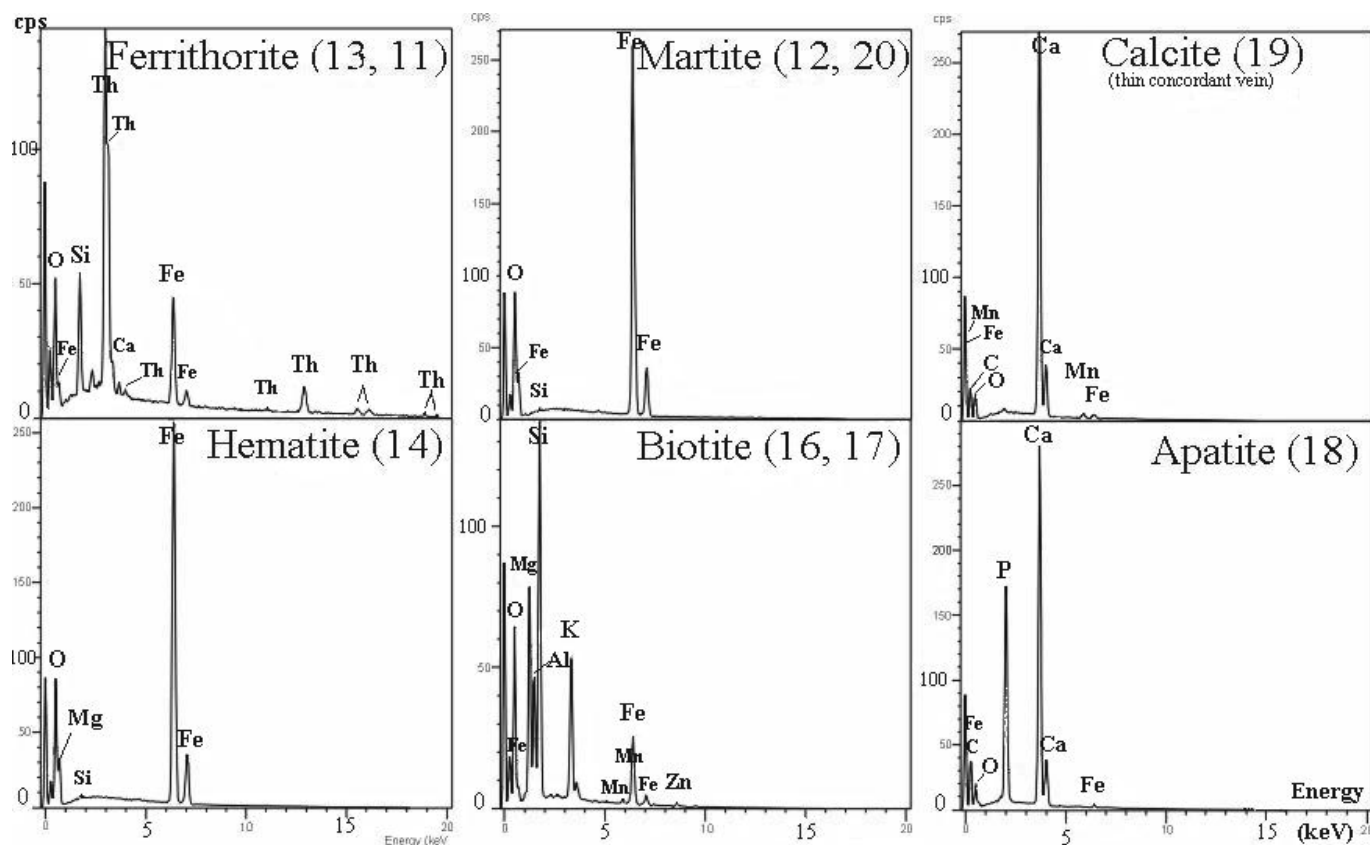 cps
Ferrithorite (13, 11)
Th
Th
100
O
Si
Fe
50
Fe
Ca
Th
Fe
Th
Th
Th
Th
0
cps
Martite (12, 20)
Fe
250
200
150
100
O
50
Fe
Fe
Si
0
cps
Calcite (19)
(thin concordant vein)
Ca
250
200
150
100
Mn
Fe
50
C
O
Ca
Mn
Fe
0
Hematite (14)
Fe
250
200
150
100
O
Mg
50
Fe
Si
0
5
10
15
20
Energy (keV
Biotite (16, 17)
Si
100
Mg
O
K
Al
50
Fe
Fe
Mn
Mn
Fe
Zn
0
0
5
10
15
20
Apatite (18)
Ca
250
200
P
150
100
Fe
C
O
50
Ca
Fe
0
0
5
15
Energy
(keV)
20